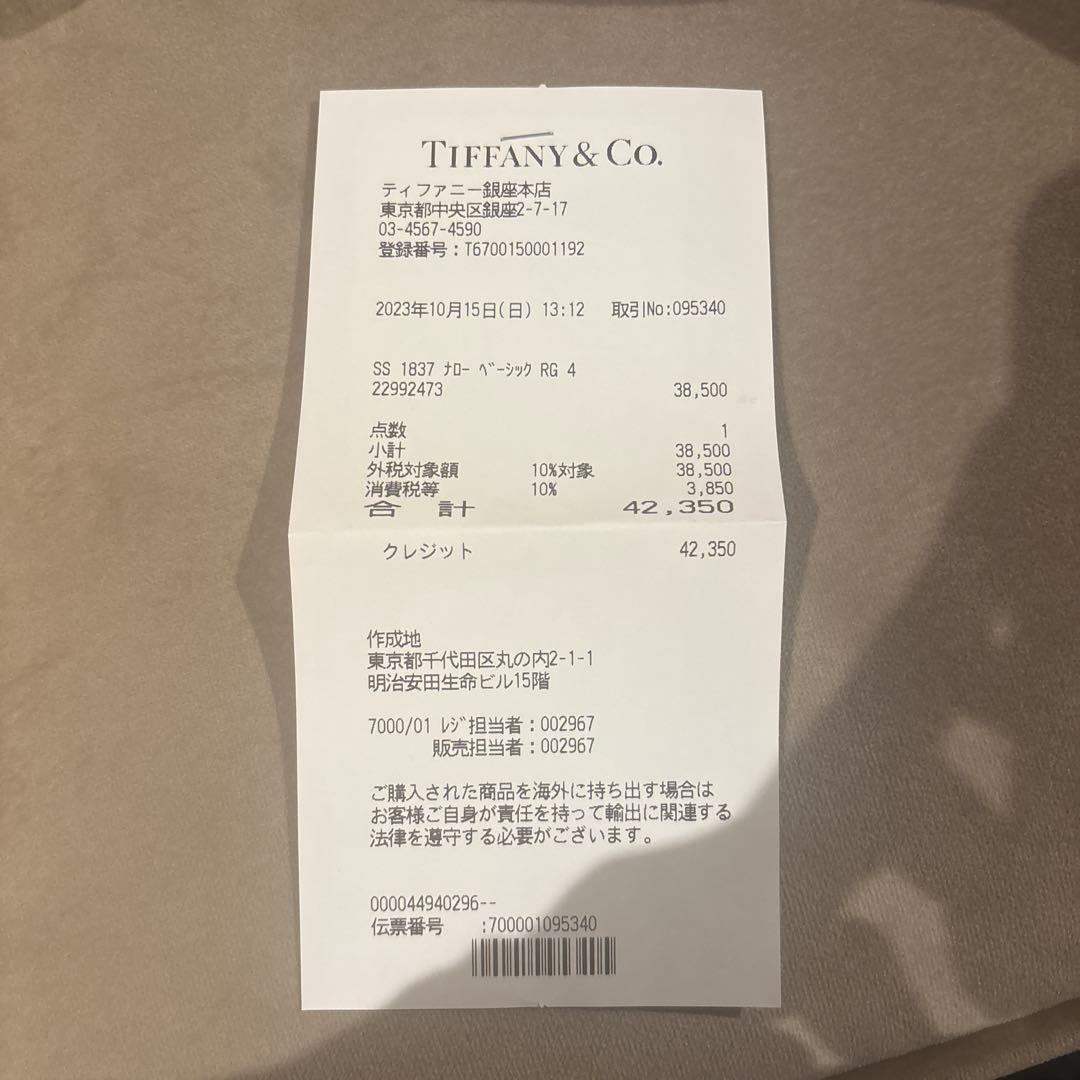 TIFFANY & CO.
ティファニー銀座本店
東京都中央区銀座2-7-17
03-4567-4590
登録番号：T6700150001192
2023年10月15日(日) 13:12 取引No:095340
SS 1837 ﾅﾛｰ ﾍﾞｰｼｯｸ RG 4
22992473 38,500
点数 1
小計 38,500
外税対象額 10%対象 38,500
消費税等 10% 3,850
合 計 42,350
クレジット 42,350
作成地
東京都千代田区丸の内2-1-1
明治安田生命ビル15階
7000/01 ﾚｼﾞ担当者：002967
販売担当者：002967
ご購入された商品を海外に持ち出す場合は
お客様ご自身が責任を持って輸出に関連する
法律を遵守する必要がございます。
000044940296--
伝票番号 :700001095340